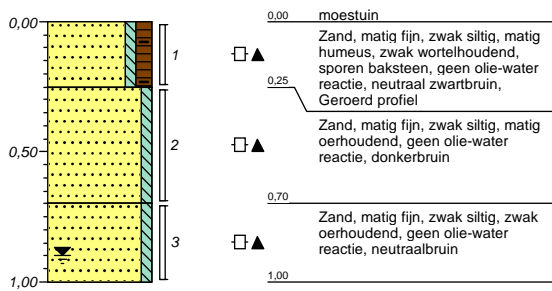 0,00
0,50
1,00
1
2
3
0,00
moestuin
Zand, matig fijn, zwak siltig, matig
humeus, zwak wortelhoudend,
sporen baksteen, geen olie-water
reactie, neutraal zwartbruin,
Geroerd profiel
0,25
Zand, matig fijn, zwak siltig, matig
oerhoudend, geen olie-water
reactie, donkerbruin
0,70
Zand, matig fijn, zwak siltig, zwak
oerhoudend, geen olie-water
reactie, neutraalbruin
1,00